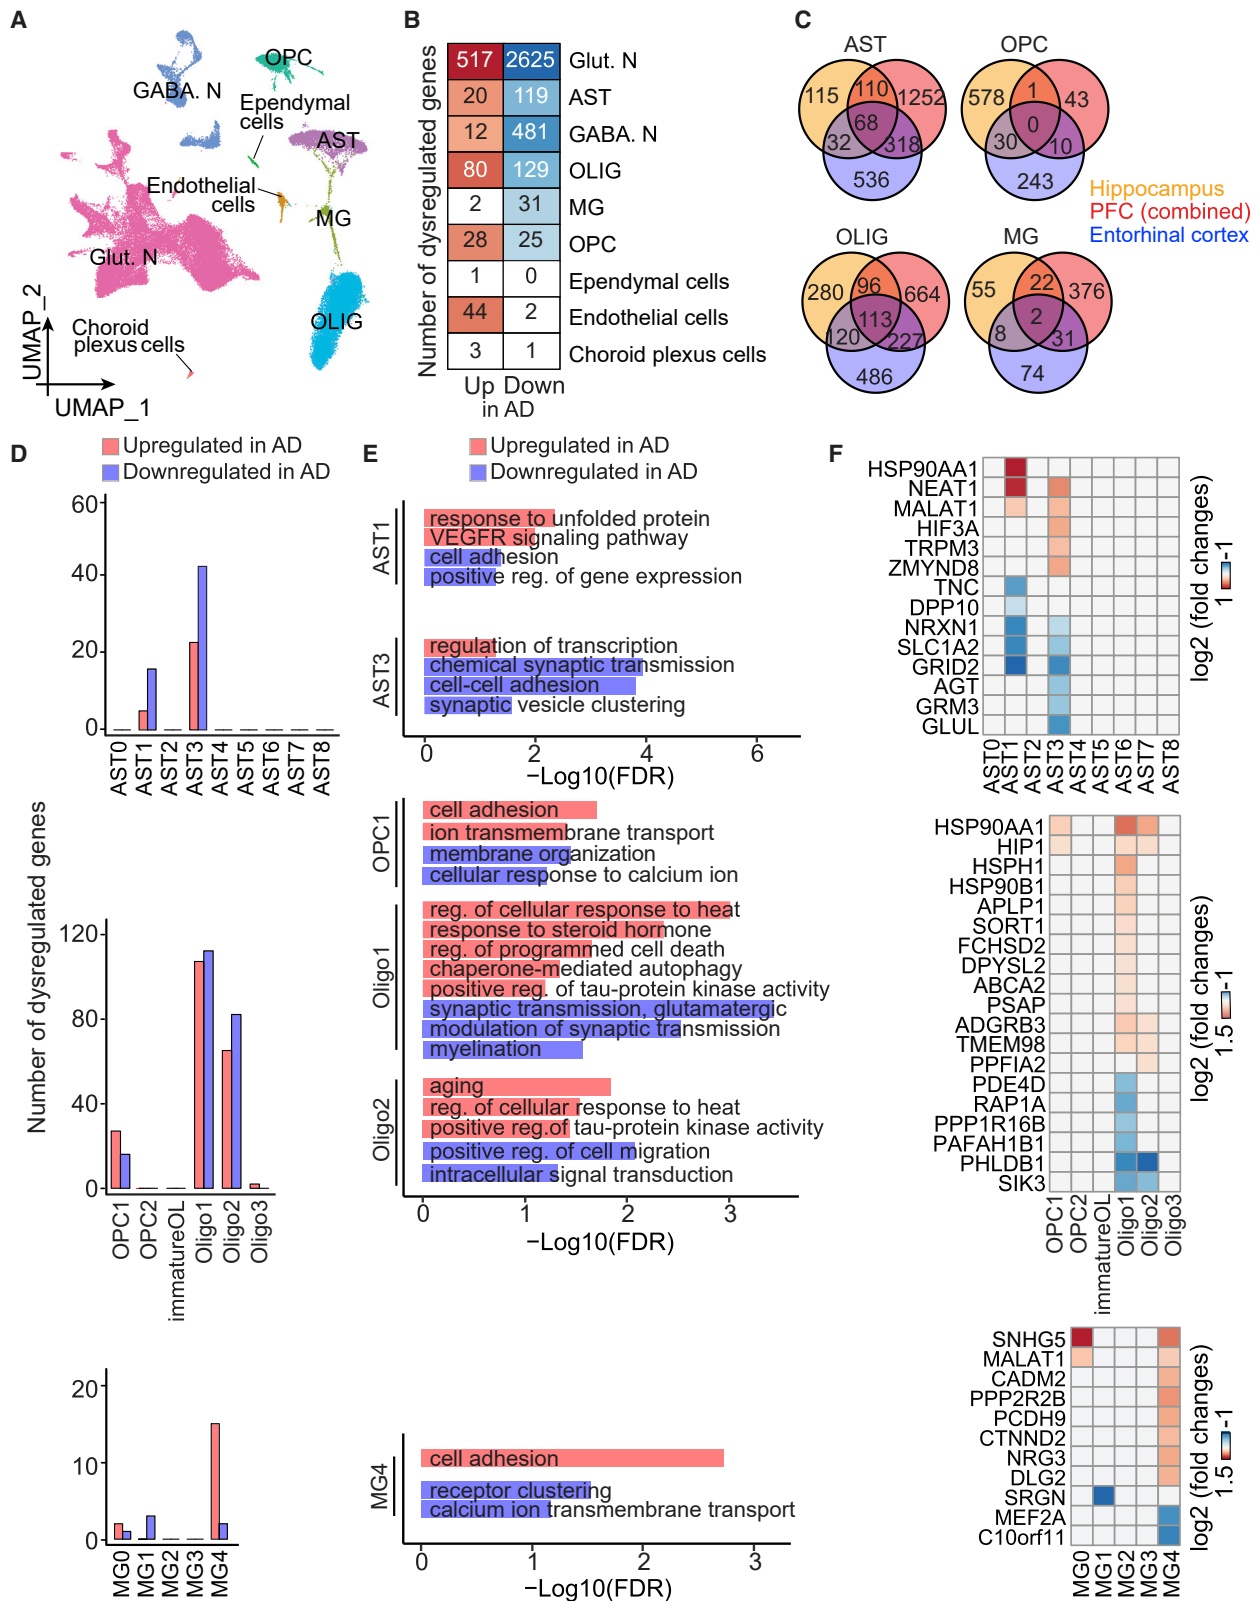 A
GABA. N
OPC
Ependymal
cells
AST
Endothelial
cells
MG
Glut. N
OLIG
Choroid
plexus cells
UMAP_2
UMAP_1
B
Number of dysregulated genes
517 2625 Glut. N
20 119 AST
12 481 GABA. N
80 129 OLIG
2 31 MG
28 25 OPC
1 0 Ependymal cells
44 2 Endothelial cells
3 1 Choroid plexus cells
Up Down
in AD
C
AST
115 110 1252
68
32 318
536
OPC
578 1 43
0
30 10
243
Hippocampus
PFC (combined)
Entorhinal cortex
OLIG
280 96 664
113
120 227
486
MG
55 22 376
2
8 31
74
D
Upregulated in AD
Downregulated in AD
Number of dysregulated genes
60
40
20
0
AST0
AST1
AST2
AST3
AST4
AST5
AST6
AST7
AST8
120
80
40
0
OPC1
OPC2
immatureOL
Oligo1
Oligo2
Oligo3
20
10
0
MG0
MG1
MG2
MG3
MG4
E
Upregulated in AD
Downregulated in AD
AST1
response to unfolded protein
VEGFR signaling pathway
cell adhesion
positive reg. of gene expression
AST3
regulation of transcription
chemical synaptic transmission
cell-cell adhesion
synaptic vesicle clustering
0 2 4 6
−Log10(FDR)
OPC1
cell adhesion
ion transmembrane transport
membrane organization
cellular response to calcium ion
Oligo1
reg. of cellular response to heat
response to steroid hormone
reg. of programmed cell death
chaperone-mediated autophagy
positive reg. of tau-protein kinase activity
synaptic transmission, glutamatergic
modulation of synaptic transmission
myelination
Oligo2
aging
reg. of cellular response to heat
positive reg.of tau-protein kinase activity
positive reg. of cell migration
intracellular signal transduction
0 1 2 3
−Log10(FDR)
MG4
cell adhesion
receptor clustering
calcium ion transmembrane transport
0 1 2 3
−Log10(FDR)
F
HSP90AA1
NEAT1
MALAT1
HIF3A
TRPM3
ZMYND8
TNC
DPP10
NRXN1
SLC1A2
GRID2
AGT
GRM3
GLUL
AST0
AST1
AST2
AST3
AST4
AST5
AST6
AST7
AST8
log2 (fold changes)
1 -1
HSP90AA1
HIP1
HSPH1
HSP90B1
APLP1
SORT1
FCHSD2
DPYSL2
ABCA2
PSAP
ADGRB3
TMEM98
PPFIA2
PDE4D
RAP1A
PPP1R16B
PAFAH1B1
PHLDB1
SIK3
OPC1
OPC2
immatureOL
Oligo1
Oligo2
Oligo3
log2 (fold changes)
1.5 -1
SNHG5
MALAT1
CADM2
PPP2R2B
PCDH9
CTNND2
NRG3
DLG2
SRGN
MEF2A
C10orf11
MG0
MG1
MG2
MG3
MG4
log2 (fold changes)
1.5 -1